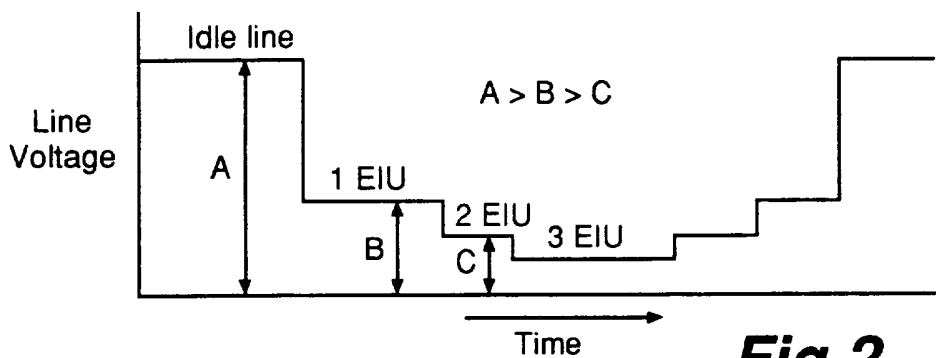 Idle line
A > B > C
Line
Voltage
A
1 EIU
2 EIU
3 EIU
B
C
Time
Fig 2